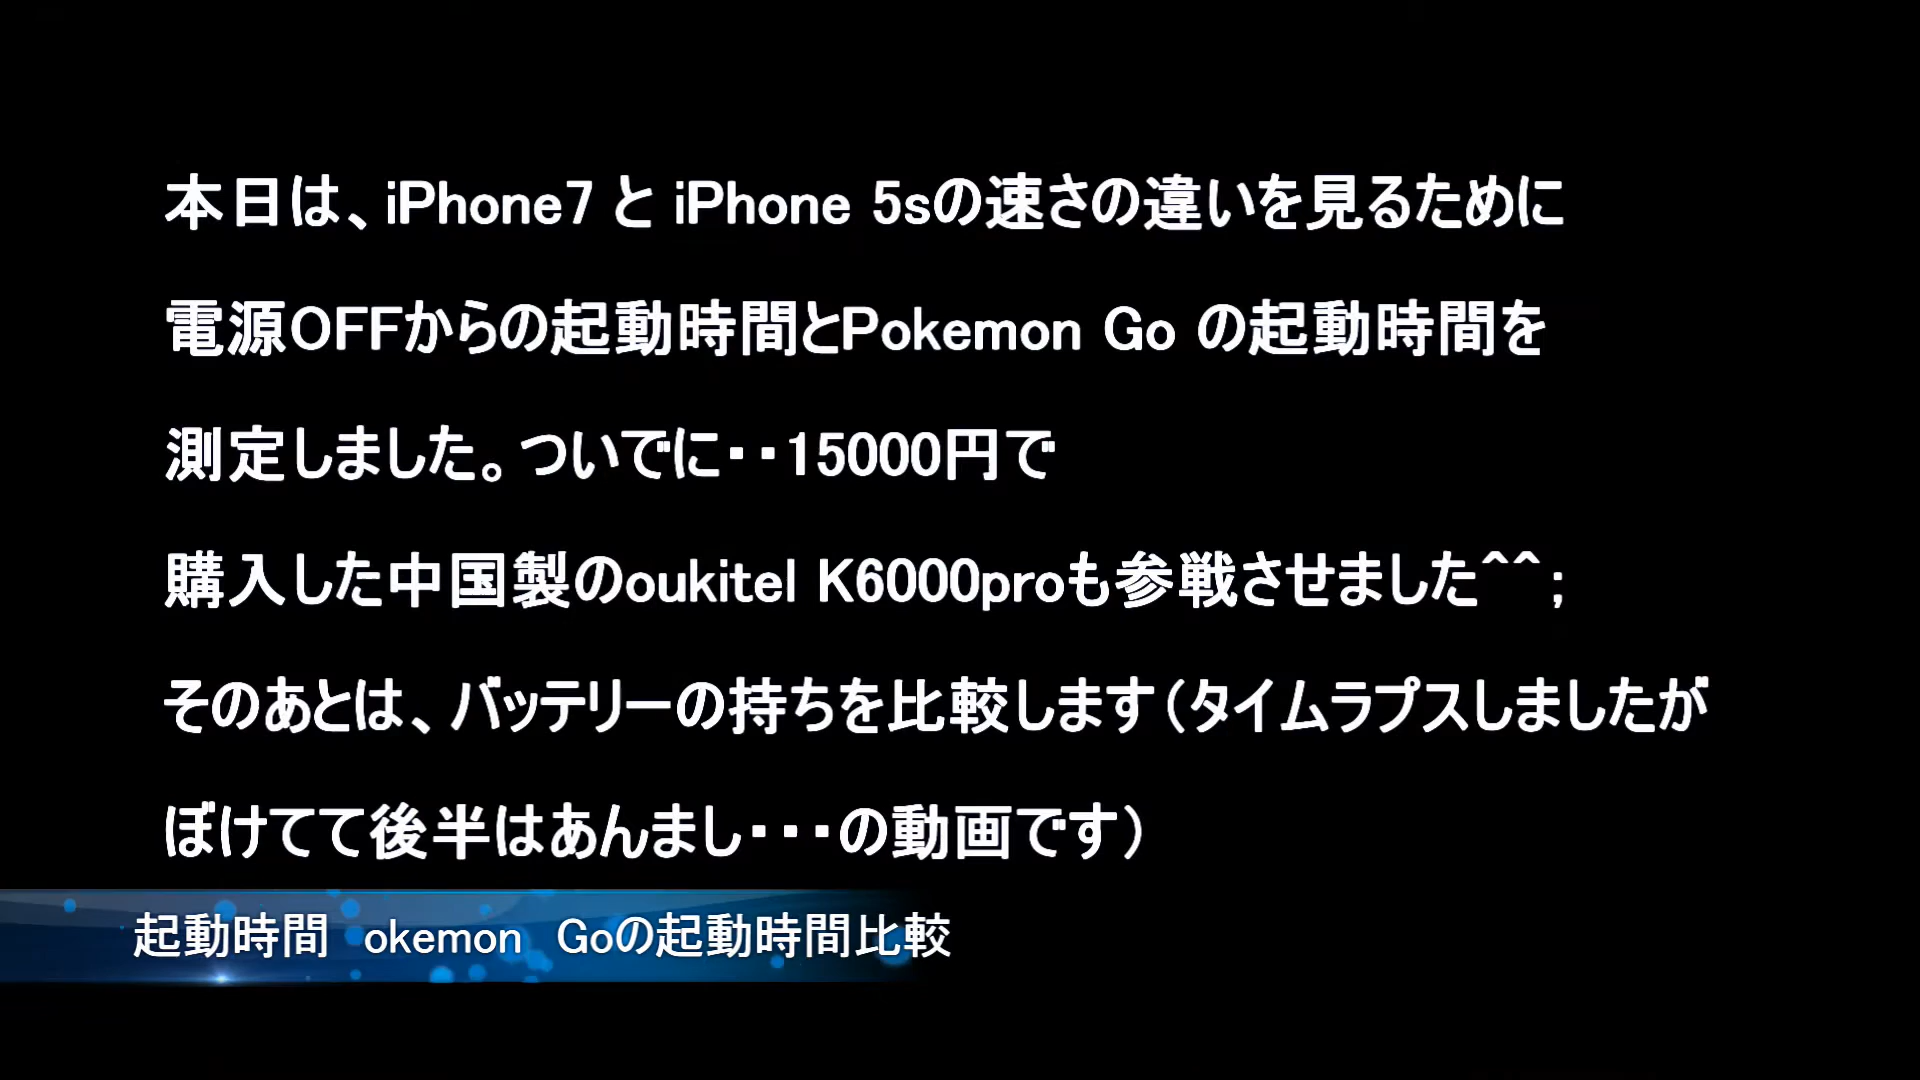 本日は、iPhone7 と iPhone 5sの速さの違いを見るために
電源OFFからの起動時間とPokemon Go の起動時間を
測定しました。ついでに・・15000円で
購入した中国製のoukitel K6000proも参戦させました^^;
そのあとは、バッテリーの持ちを比較します(タイムラプスしましたが
ぼけてて後半はあんまし・・・の動画です)
起動時間　okemon　Goの起動時間比較